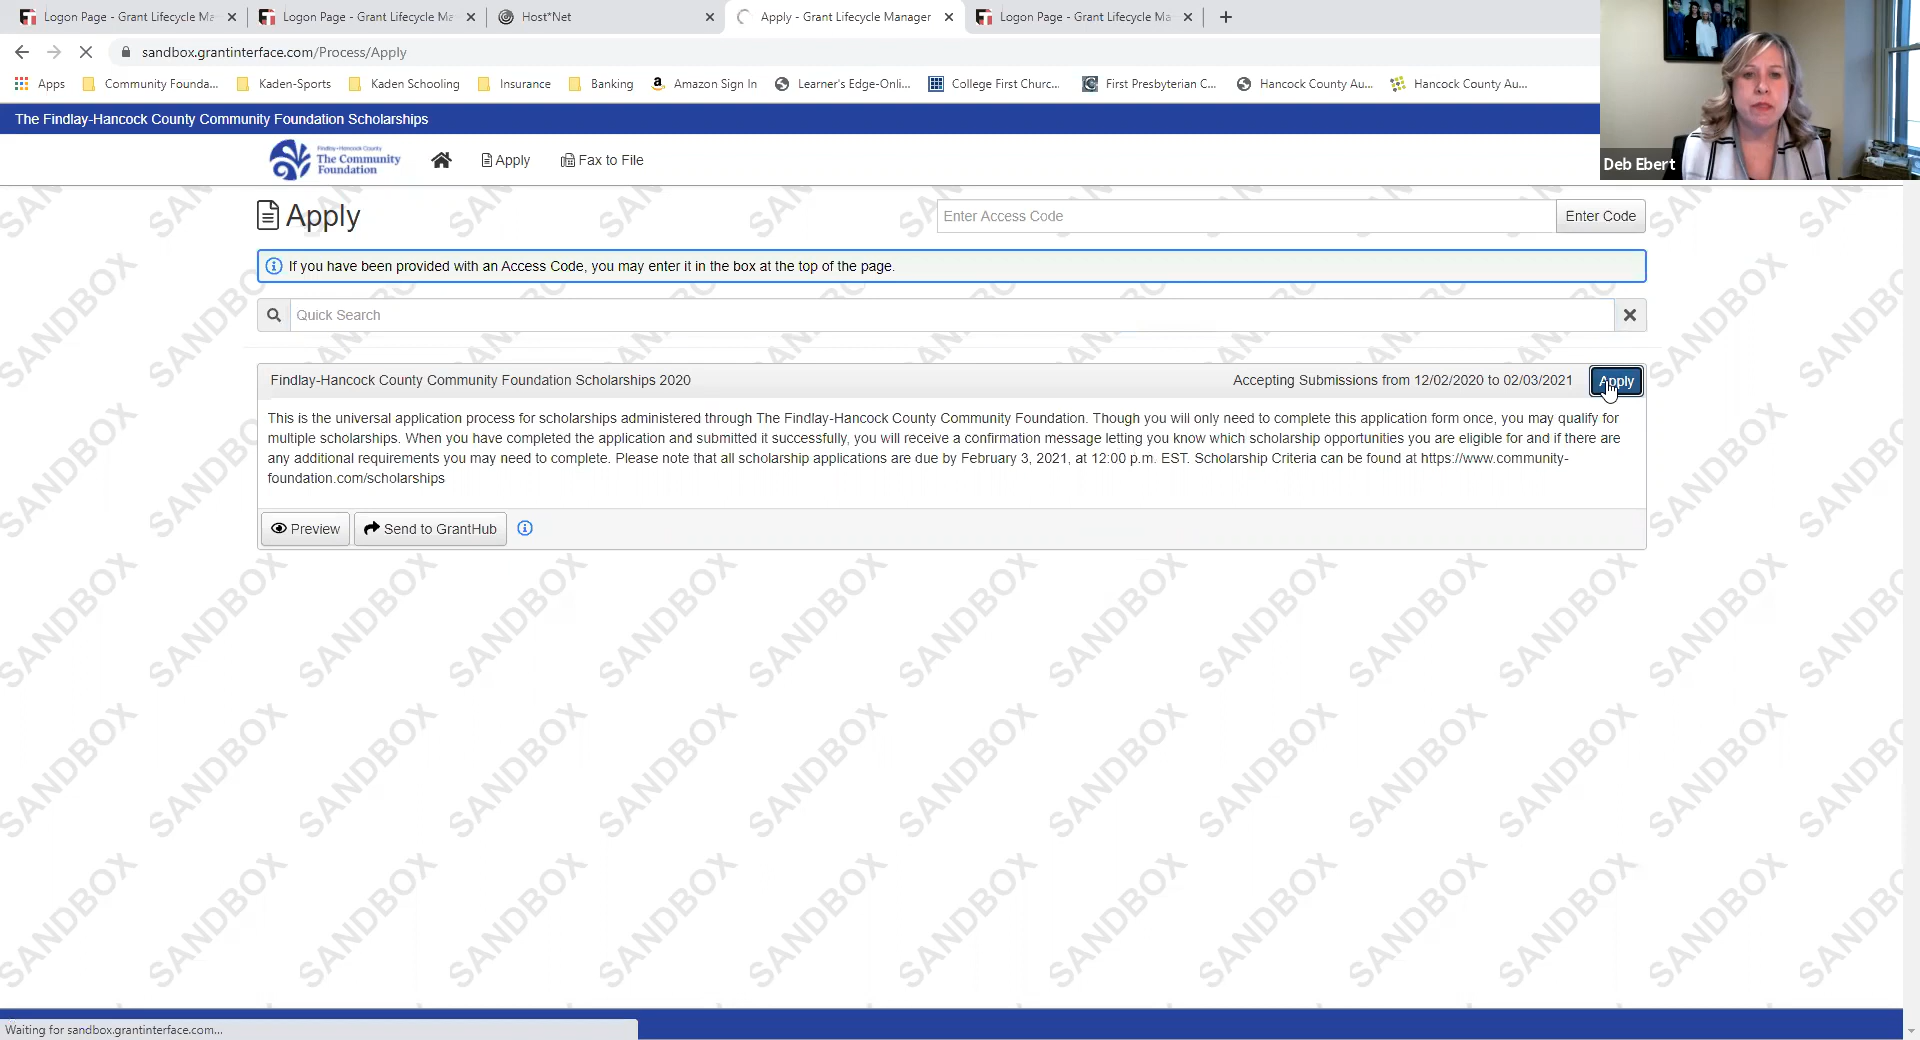 Logon Page - Grant Lifecycle Ma
Logon Page - Grant Lifecycle Ma
Host*Net
Apply - Grant Lifecycle Manager
Logon Page - Grant Lifecycle Ma
sandbox.grantinterface.com/Process/Apply
Apps
Community Founda...
Kaden-Sports
Kaden Schooling
Insurance
Banking
Amazon Sign In
Learner's Edge-Onli...
College First Churc...
First Presbyterian C...
Hancock County Au...
Hancock County Au...
The Findlay-Hancock County Community Foundation Scholarships
Findlay-Hancock County
The Community
Foundation
Apply
Fax to File
Deb Ebert
Apply
Enter Access Code
Enter Code
If you have been provided with an Access Code, you may enter it in the box at the top of the page.
Quick Search
Findlay-Hancock County Community Foundation Scholarships 2020
Accepting Submissions from 12/02/2020 to 02/03/2021
Apply
This is the universal application process for scholarships administered through The Findlay-Hancock County Community Foundation. Though you will only need to complete this application form once, you may qualify for
multiple scholarships. When you have completed the application and submitted it successfully, you will receive a confirmation message letting you know which scholarship opportunities you are eligible for and if there are
any additional requirements you may need to complete. Please note that all scholarship applications are due by February 3, 2021, at 12:00 p.m. EST. Scholarship Criteria can be found at https://www.community-
foundation.com/scholarships
Preview
Send to GrantHub
SANDBOX
Waiting for sandbox.grantinterface.com...